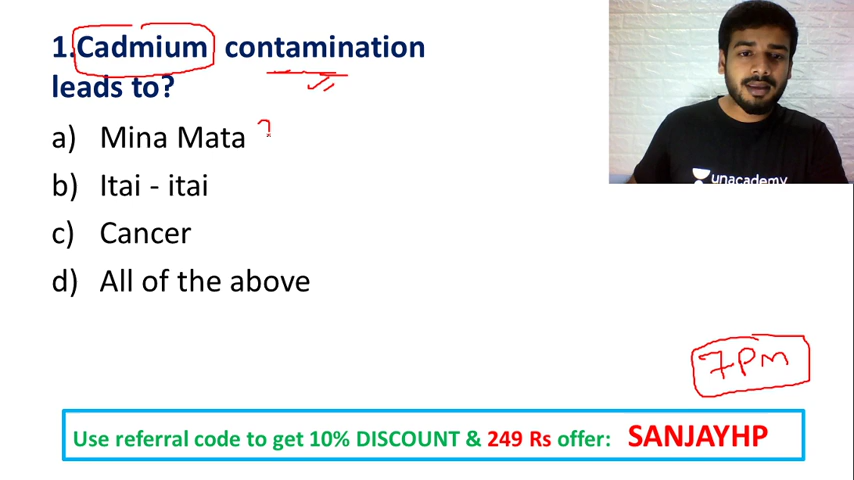 1.Cadmium contamination
leads to?
a) Mina Mata ?
b) Itai - itai
c) Cancer
d) All of the above
unacademy
7Pm
Use referral code to get 10% DISCOUNT & 249 Rs offer: SANJAYHP